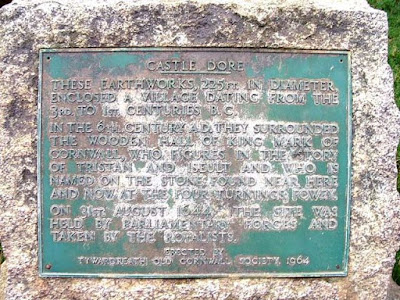 CASTLE DORE
THESE EARTHWORKS, 225 FT. IN DIAMETER,
ENCLOSED A VILLAGE DATING FROM THE
3RD. TO 1ST. CENTURIES B.C.
IN THE 6TH. CENTURY A.D. THEY SURROUNDED
THE WOODEN HALL OF KING MARK OF
CORNWALL, WHO FIGURES IN THE STORY
OF TRISTAN AND ISEULT AND WHO IS
NAMED ON THE STONE FOUND NEAR HERE
AND NOW AT THE FOUR TURNINGS FOWEY.
ON 31ST. AUGUST 1644, THE SITE WAS
HELD BY PARLIAMENTARY FORCES AND
TAKEN BY THE ROYALISTS.
ERECTED BY
TYWARDREATH OLD CORNWALL SOCIETY, 1964